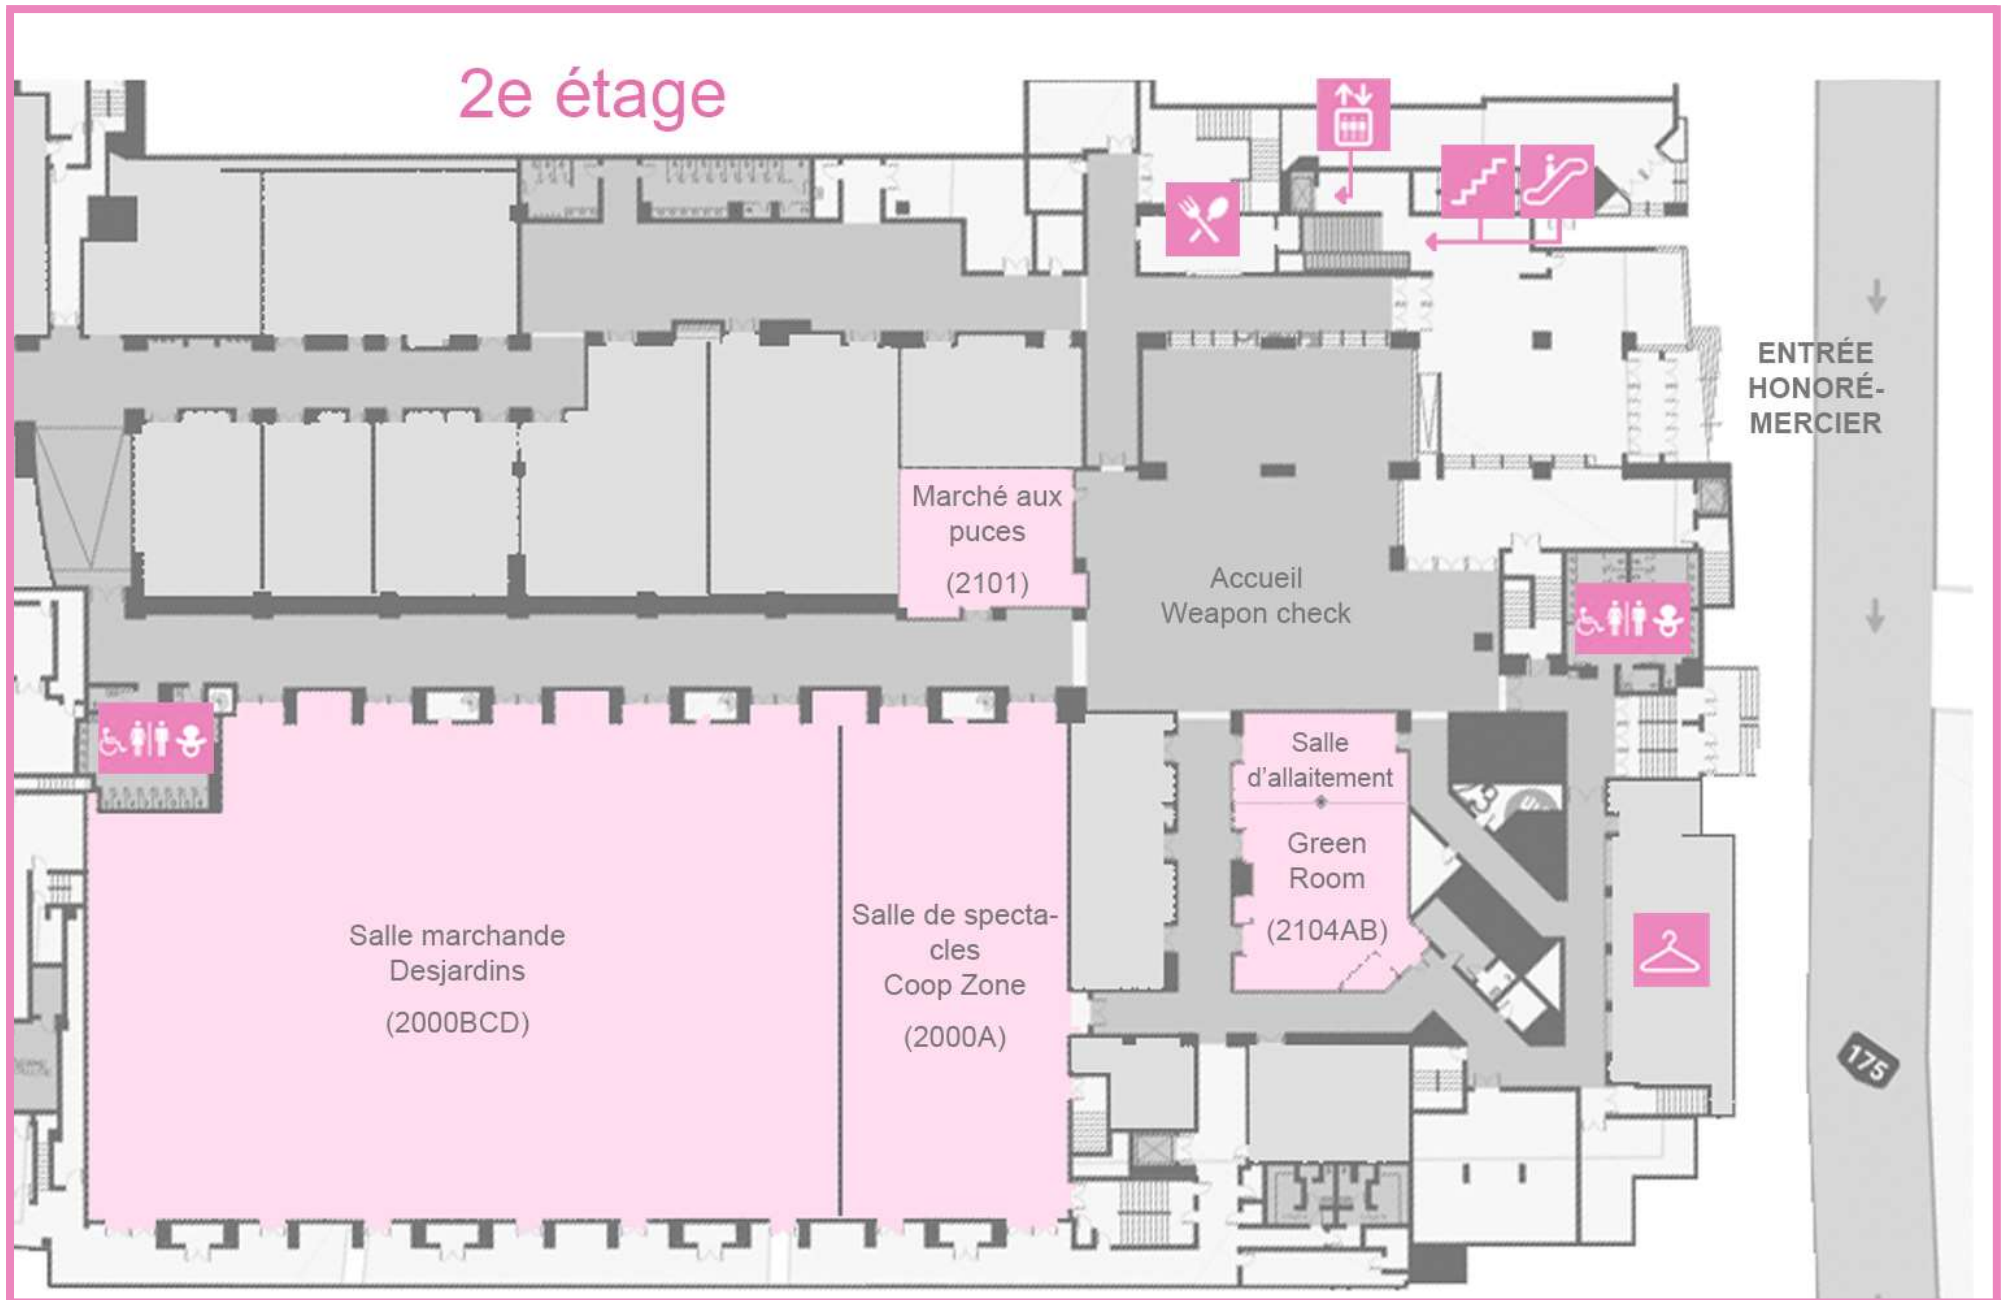 2e étage
ENTRÉE
HONORÉ-
MERCIER
Marché aux
puces
(2101)
Accueil
Weapon check
Salle
d'allaitement
Green
Room
(2104AB)
Salle marchande
Desjardins
(2000BCD)
Salle de specta-
cles
Coop Zone
(2000A)
175